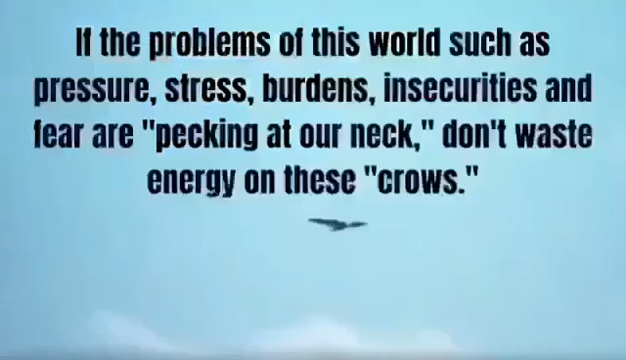 If the problems of this world such as
pressure, stress, burdens, insecurities and
fear are "pecking at our neck," don't waste
energy on these "crows."